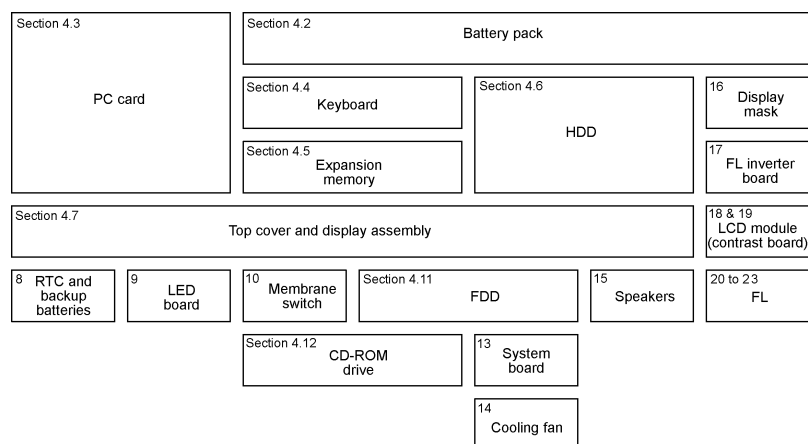 Section 4.3
PC card
Section 4.2
Battery pack
Section 4.4
Keyboard
Section 4.6
HDD
16
Display
mask
Section 4.5
Expansion
memory
17
FL inverter
board
Section 4.7
Top cover and display assembly
18 & 19
LCD module
(contrast board)
8
RTC and
backup
batteries
9
LED
board
10
Membrane
switch
Section 4.11
FDD
15
Speakers
20 to 23
FL
Section 4.12
CD-ROM
drive
13
System
board
14
Cooling fan